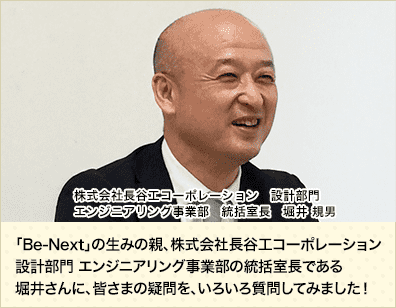 株式会社長谷工コーポレーション　設計部門
エンジニアリング事業部　統括室長　堀井 規男
「Be-Next」の生みの親、株式会社長谷工コーポレーション
設計部門 エンジニアリング事業部の統括室長である
堀井さんに、皆さまの疑問を、いろいろ質問してみました！